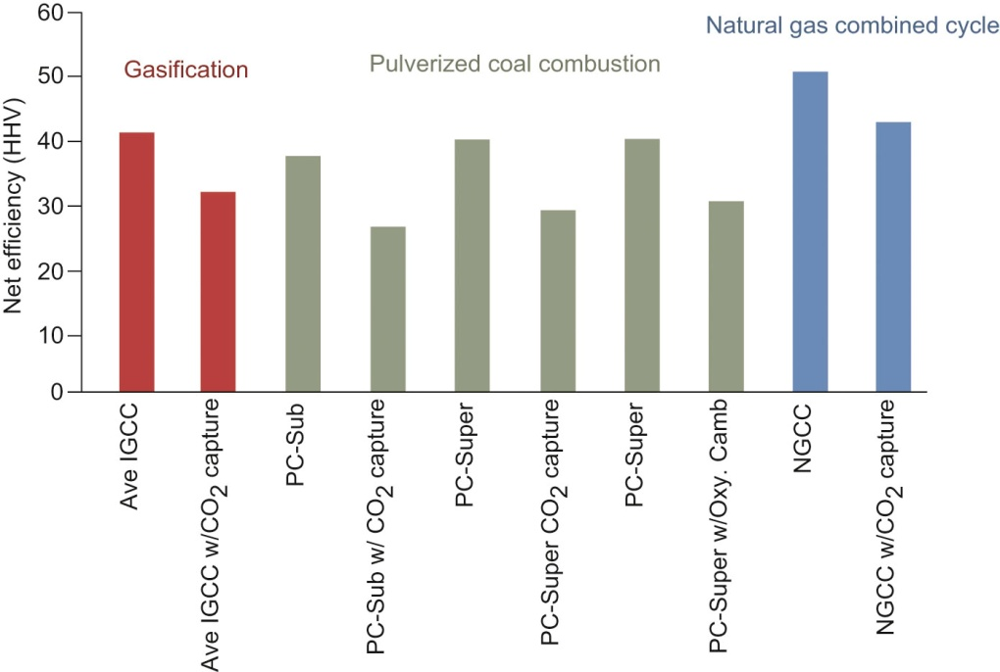 Natural gas combined cycle
Gasification
Pulverized coal combustion
Net efficiency (HHV)
60
50
40
30
20
10
0
Ave IGCC
Ave IGCC w/CO2 capture
PC-Sub
PC-Sub w/ CO2 capture
PC-Super
PC-Super CO2 capture
PC-Super
PC-Super w/Oxy. Camb
NGCC
NGCC w/CO2 capture